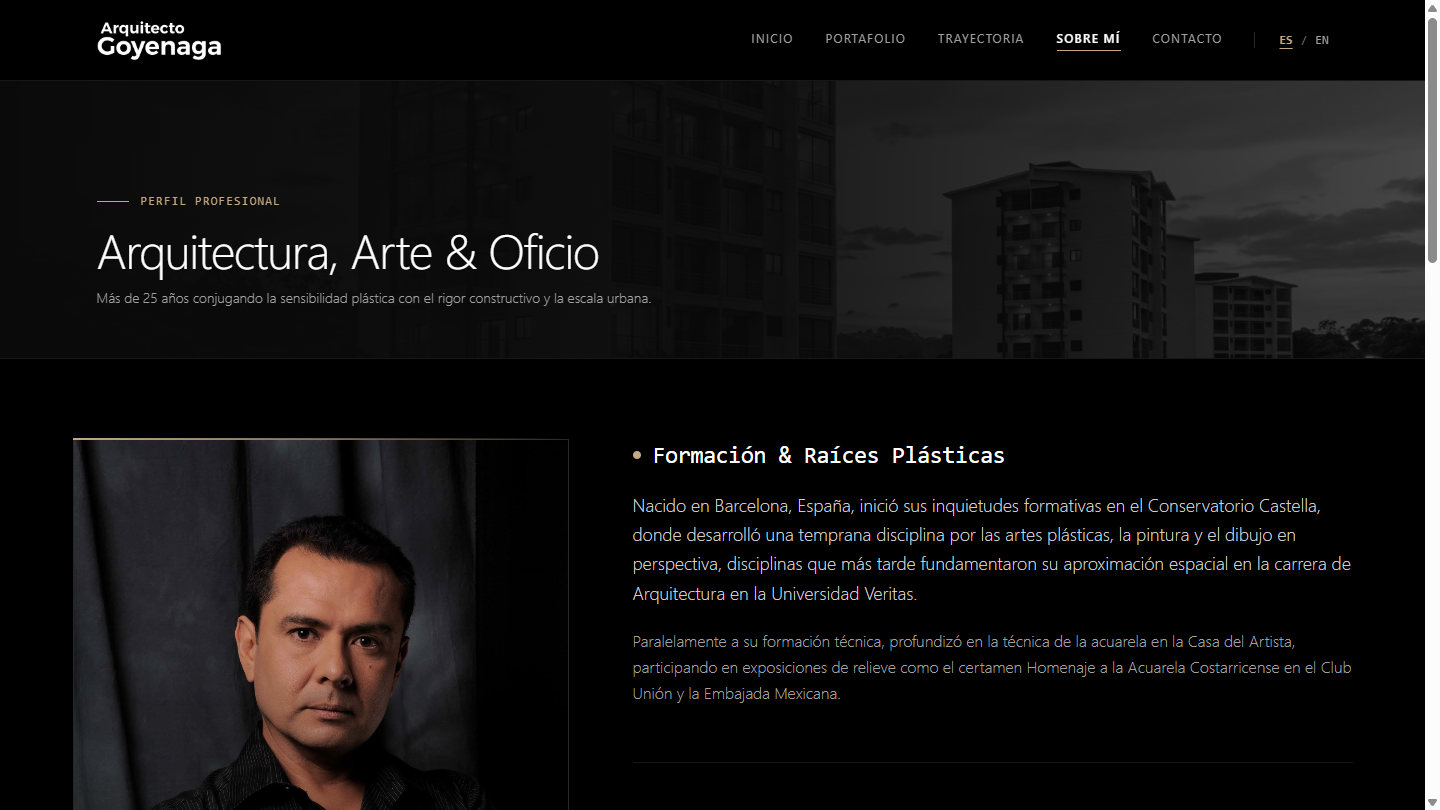 Arquitecto
Goyenaga
INICIO PORTAFOLIO TRAYECTORIA SOBRE MÍ CONTACTO ES / EN
PERFIL PROFESIONAL
Arquitectura, Arte & Oficio
Más de 25 años conjugando la sensibilidad plástica con el rigor constructivo y la escala urbana.
Formación & Raíces Plásticas
Nacido en Barcelona, España, inició sus inquietudes formativas en el Conservatorio Castella,
donde desarrolló una temprana disciplina por las artes plásticas, la pintura y el dibujo en
perspectiva, disciplinas que más tarde fundamentaron su aproximación espacial en la carrera de
Arquitectura en la Universidad Veritas.
Paralelamente a su formación técnica, profundizó en la técnica de la acuarela en la Casa del Artista,
participando en exposiciones de relieve como el certamen Homenaje a la Acuarela Costarricense en el Club
Unión y la Embajada Mexicana.